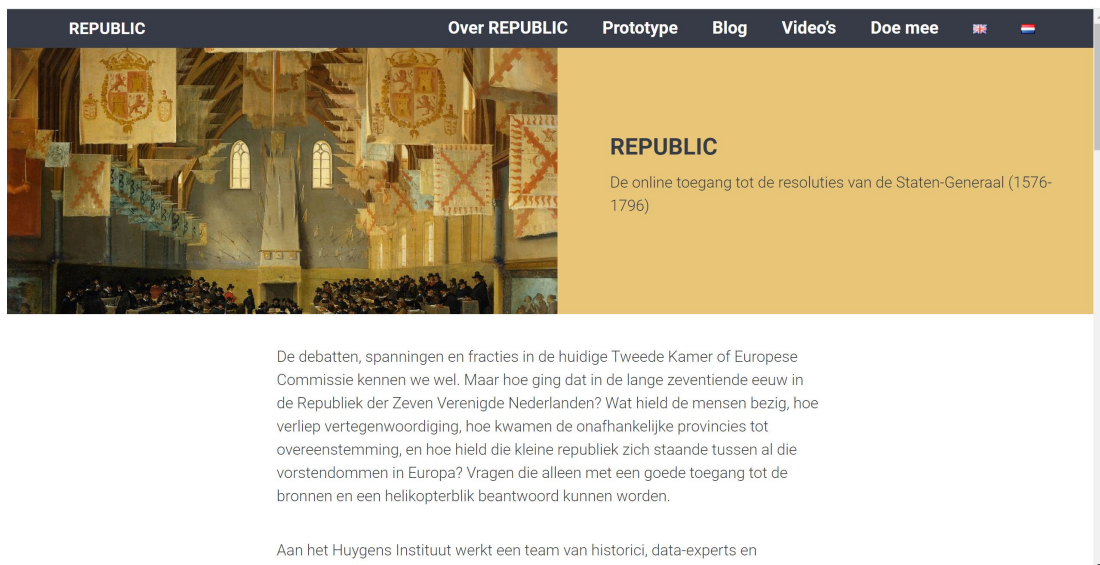 REPUBLIC
Over REPUBLIC Prototype Blog Video's Doe mee
REPUBLIC
De online toegang tot de resoluties van de Staten-Generaal (1576-
1796)
De debatten, spanningen en fracties in de huidige Tweede Kamer of Europese
Commissie kennen we wel. Maar hoe ging dat in de lange zeventiende eeuw in
de Republiek der Zeven Verenigde Nederlanden? Wat hield de mensen bezig, hoe
verliep vertegenwoordiging, hoe kwamen de onafhankelijke provincies tot
overeenstemming, en hoe hield die kleine republiek zich staande tussen al die
vorstendommen in Europa? Vragen die alleen met een goede toegang tot de
bronnen en een helikopterblik beantwoord kunnen worden.
Aan het Huygens Instituut werkt een team van historici, data-experts en